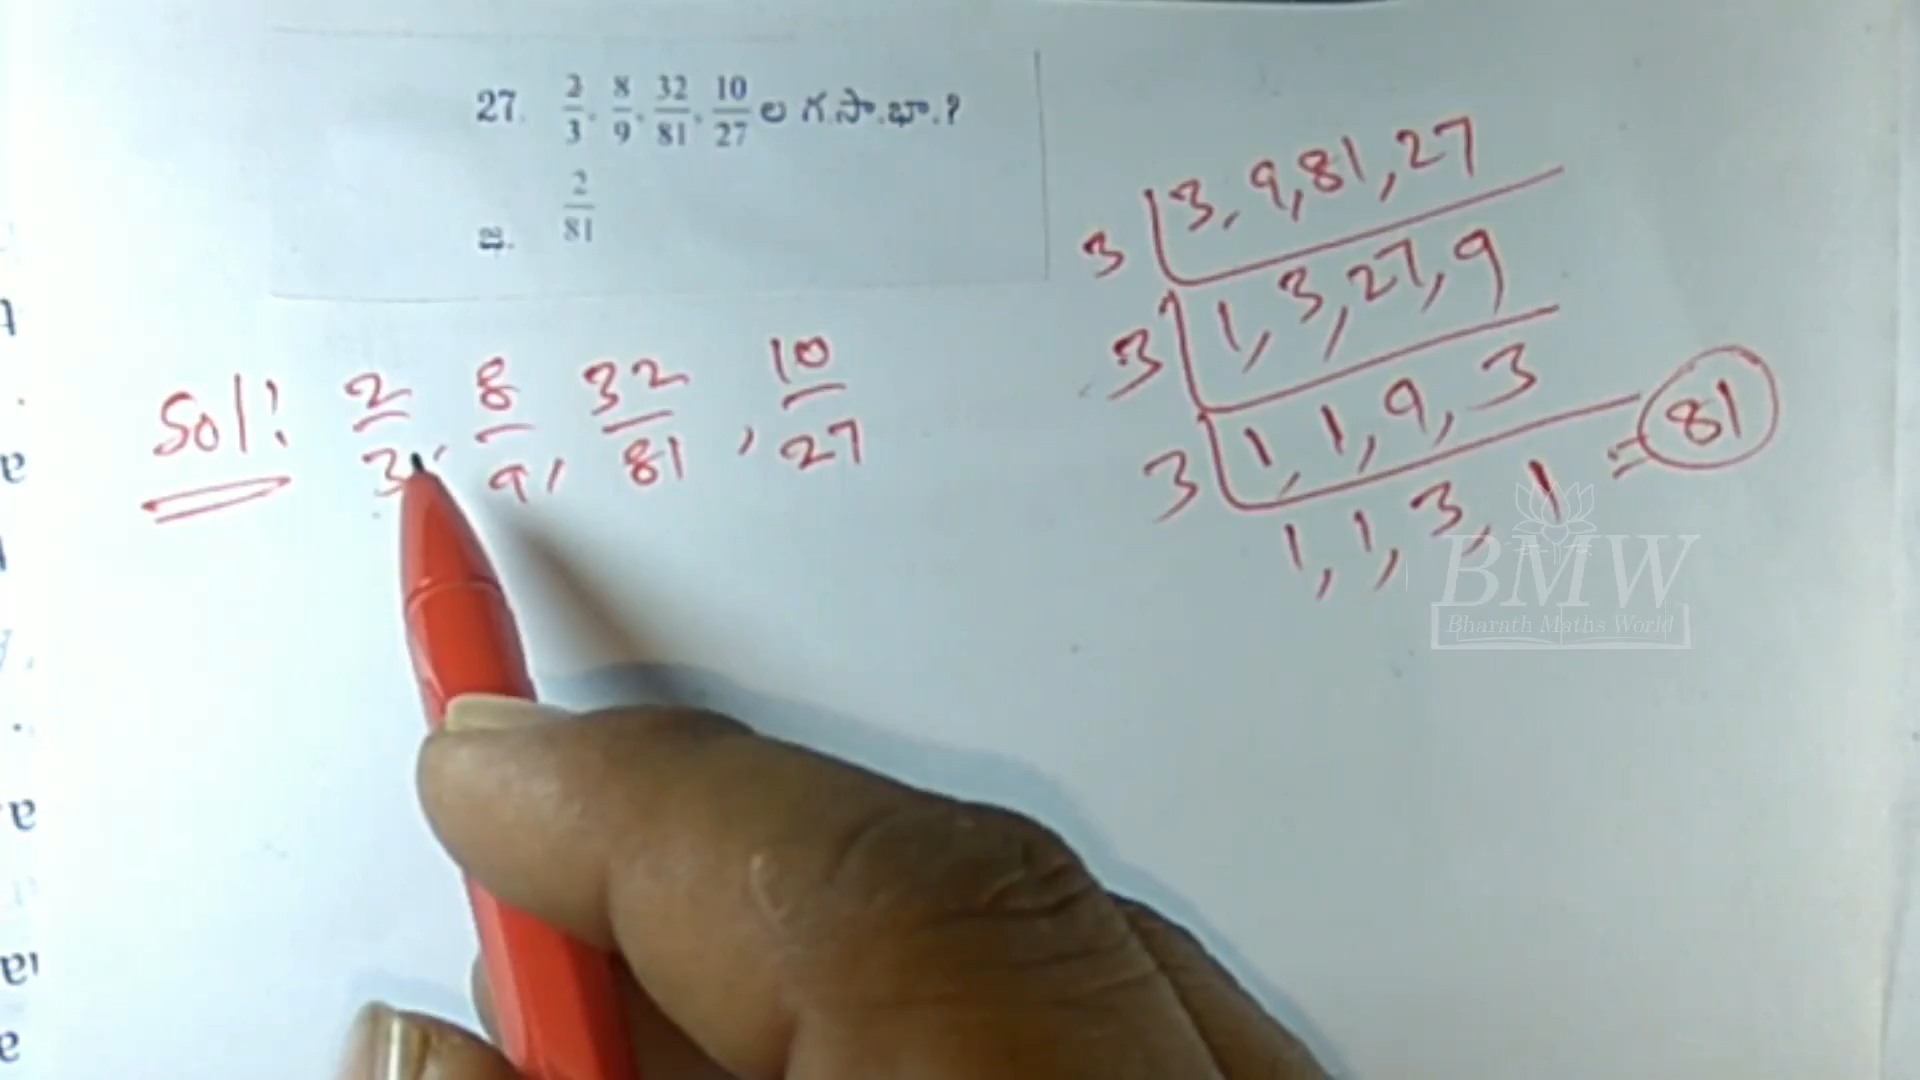 27. 2/3, 8/9, 32/81, 10/27 ల గ.సా.భా.?
జ. 2/81
Sol: 2/3, 8/9, 32/81, 10/27
3 | 3, 9, 81, 27
3 | 1, 3, 27, 9
3 | 1, 1, 9, 3 = 81
1, 1, 3, 1
BMW
Bharath Maths World